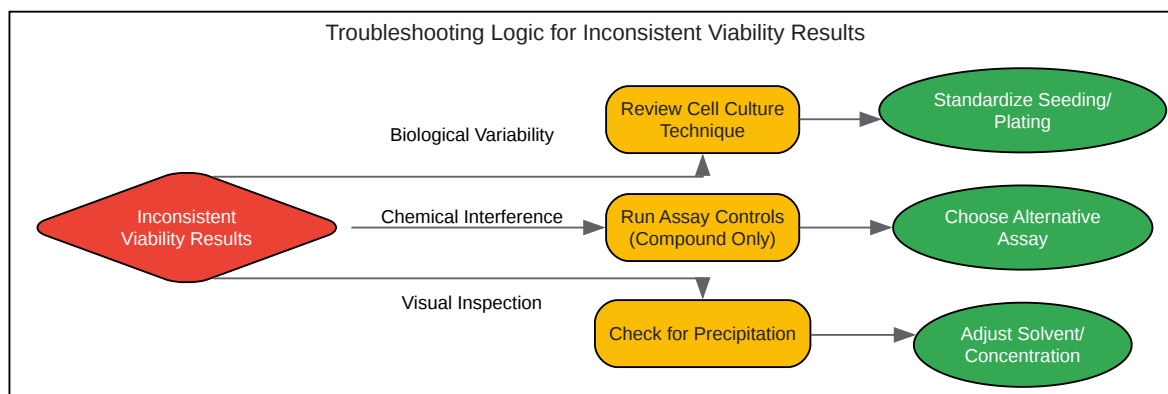 Troubleshooting Logic for Inconsistent Viability Results
Review Cell Culture
Technique
Standardize Seeding/
Plating
Biological Variability
Inconsistent
Viability Results
Chemical Interference
Run Assay Controls
(Compound Only)
Choose Alternative
Assay
Visual Inspection
Check for Precipitation
Adjust Solvent/
Concentration